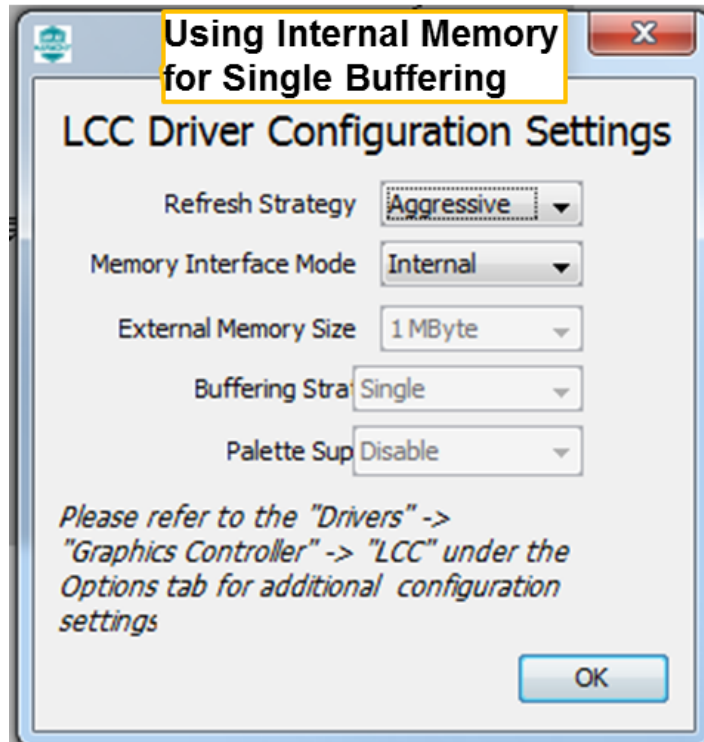 Using Internal Memory
for Single Buffering
LCC Driver Configuration Settings
Refresh Strategy Aggressive
Memory Interface Mode Internal
External Memory Size 1 MByte
Buffering Strat Single
Palette Sup Disable
Please refer to the "Drivers" ->
"Graphics Controller" -> "LCC" under the
Options tab for additional configuration
settings
OK